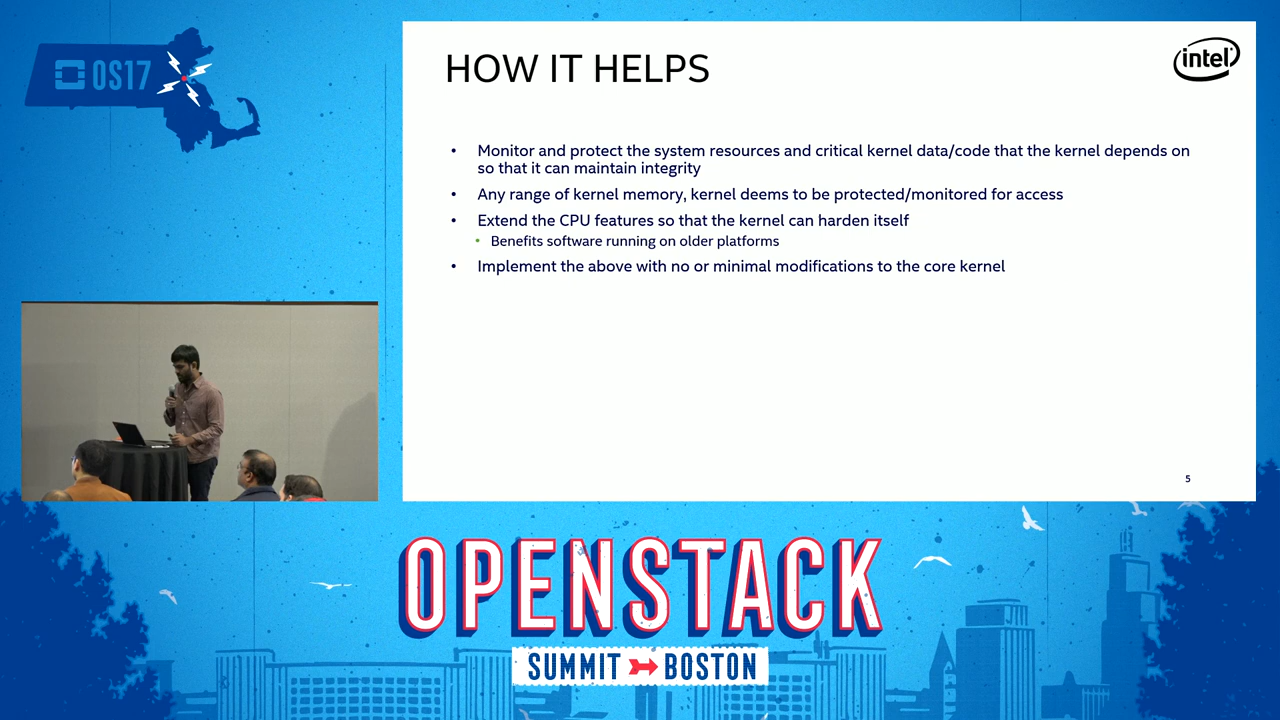 OS17
HOW IT HELPS
intel
• Monitor and protect the system resources and critical kernel data/code that the kernel depends on
so that it can maintain integrity
• Any range of kernel memory, kernel deems to be protected/monitored for access
• Extend the CPU features so that the kernel can harden itself
• Benefits software running on older platforms
• Implement the above with no or minimal modifications to the core kernel
5
OPENSTACK
SUMMIT BOSTON